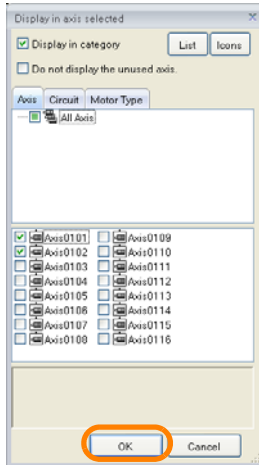 Display in axis selected
Display in category List Icons
Do not display the unused axis.
Axis Circuit Motor Type
All Axis
Axis0101 Axis0109
Axis0102 Axis0110
Axis0103 Axis0111
Axis0104 Axis0112
Axis0105 Axis0113
Axis0106 Axis0114
Axis0107 Axis0115
Axis0108 Axis0116
OK Cancel